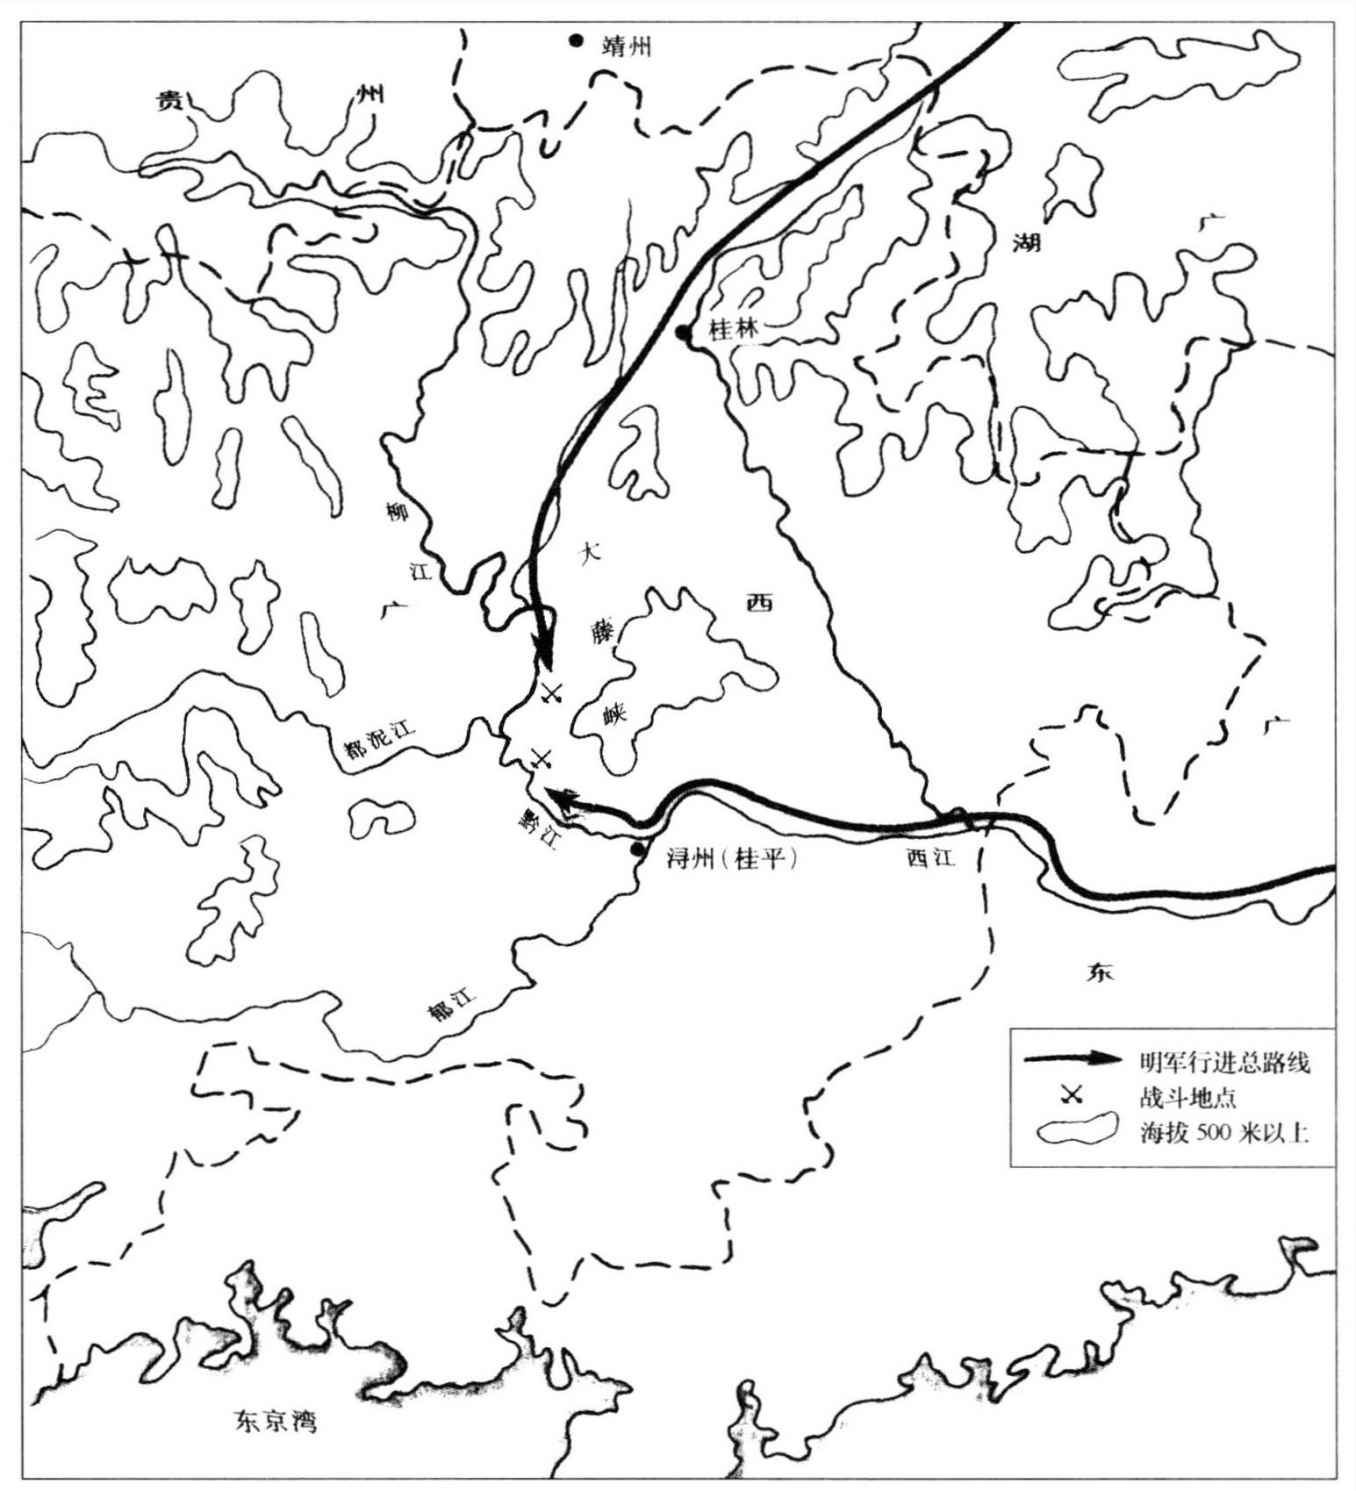 靖州
贵州
湖
广
桂林
柳江
大藤峡
广
西
都泥江
广
黔江
浔州(桂平)
西江
郁江
东
明军行进总路线
战斗地点
海拔500米以上
东京湾